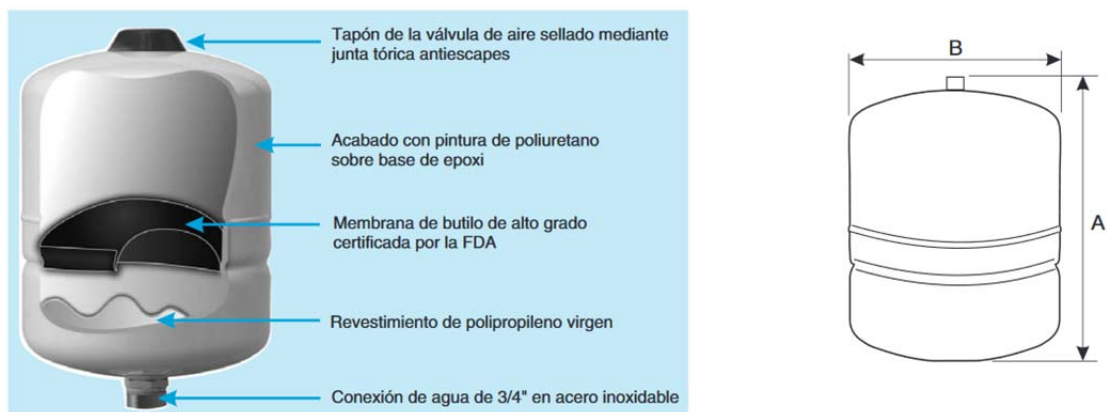 Tapón de la válvula de aire sellado mediante
junta tórica antiescapes
Acabado con pintura de poliuretano
sobre base de epoxi
Membrana de butilo de alto grado
certificada por la FDA
Revestimiento de polipropileno virgen
Conexión de agua de 3/4" en acero inoxidable
B
A